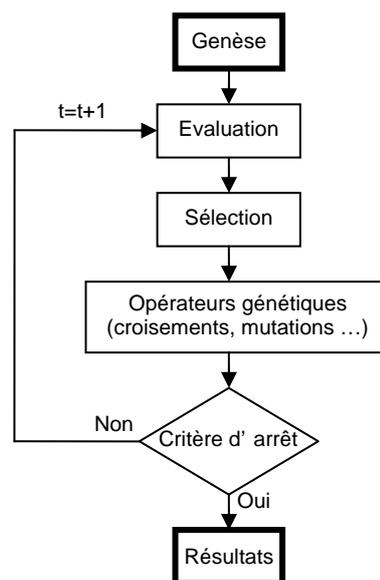 Genèse
t=t+1
Evaluation
Sélection
Opérateurs génétiques
(croisements, mutations …)
Non
Critère d’ arrêt
Oui
Résultats